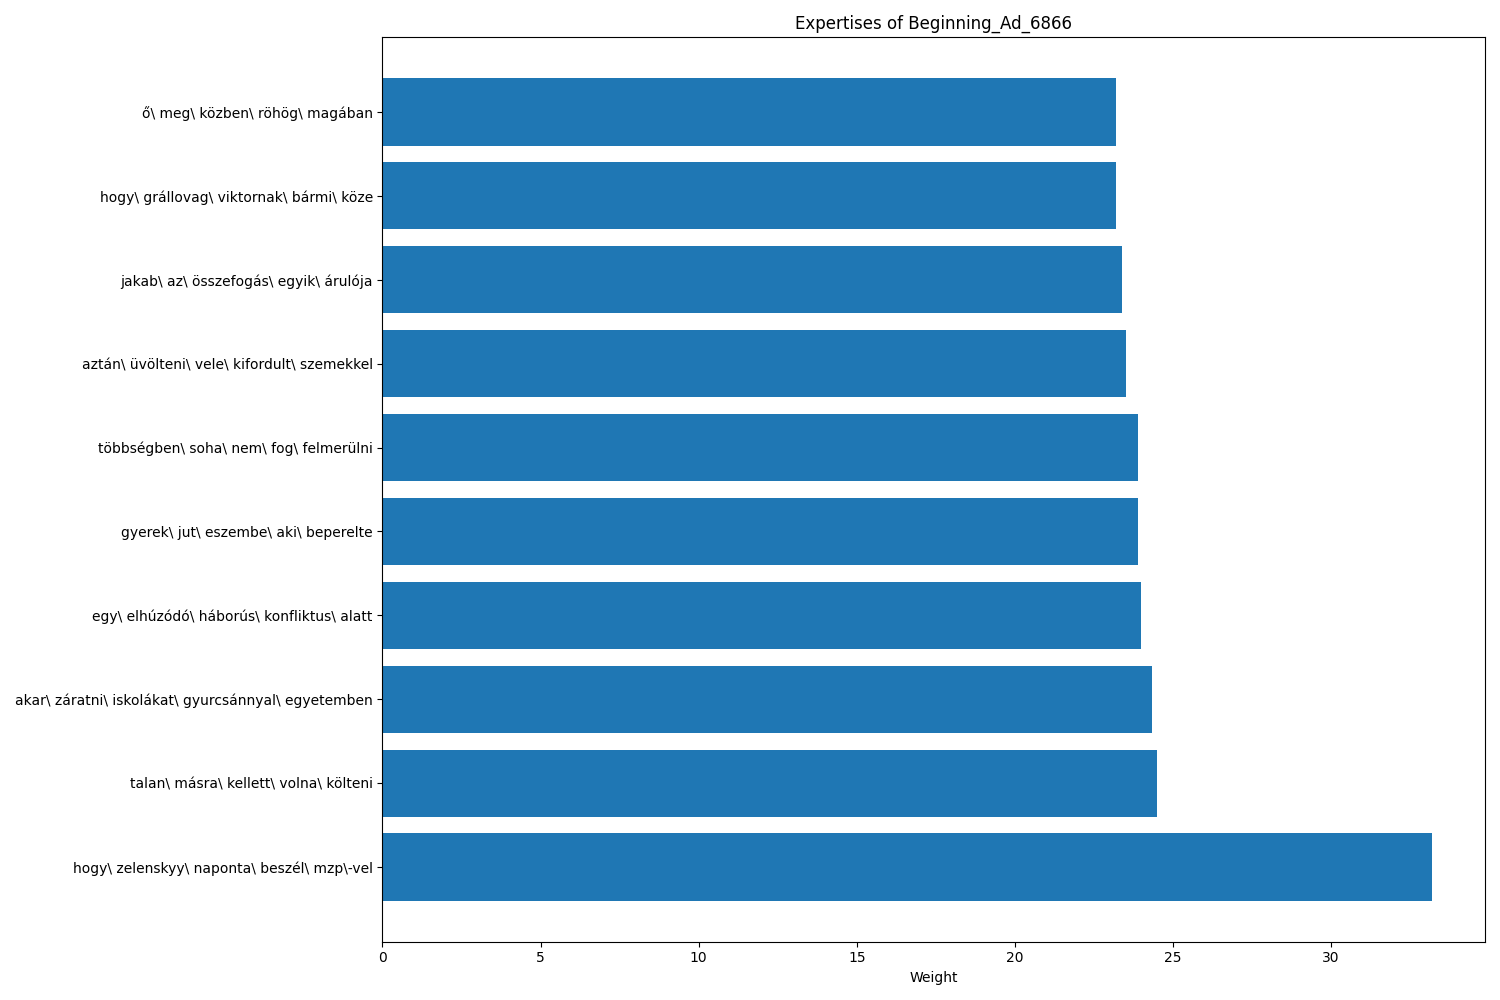 Expertises of Beginning_Ad_6866
ő\ meg\ közben\ röhög\ magában
hogy\ grállovag\ viktornak\ bármi\ köze
jakab\ az\ összefogás\ egyik\ árulója
aztán\ üvölteni\ vele\ kifordult\ szemekkel
többségben\ soha\ nem\ fog\ felmerülni
gyerek\ jut\ eszembe\ aki\ beperelte
egy\ elhúzódó\ háborús\ konfliktus\ alatt
akar\ záratni\ iskolákat\ gyurcsánnyal\ egyetemben
talan\ másra\ kellett\ volna\ költeni
hogy\ zelenskyy\ naponta\ beszél\ mzp\-vel
0 5 10 15 20 25 30
Weight